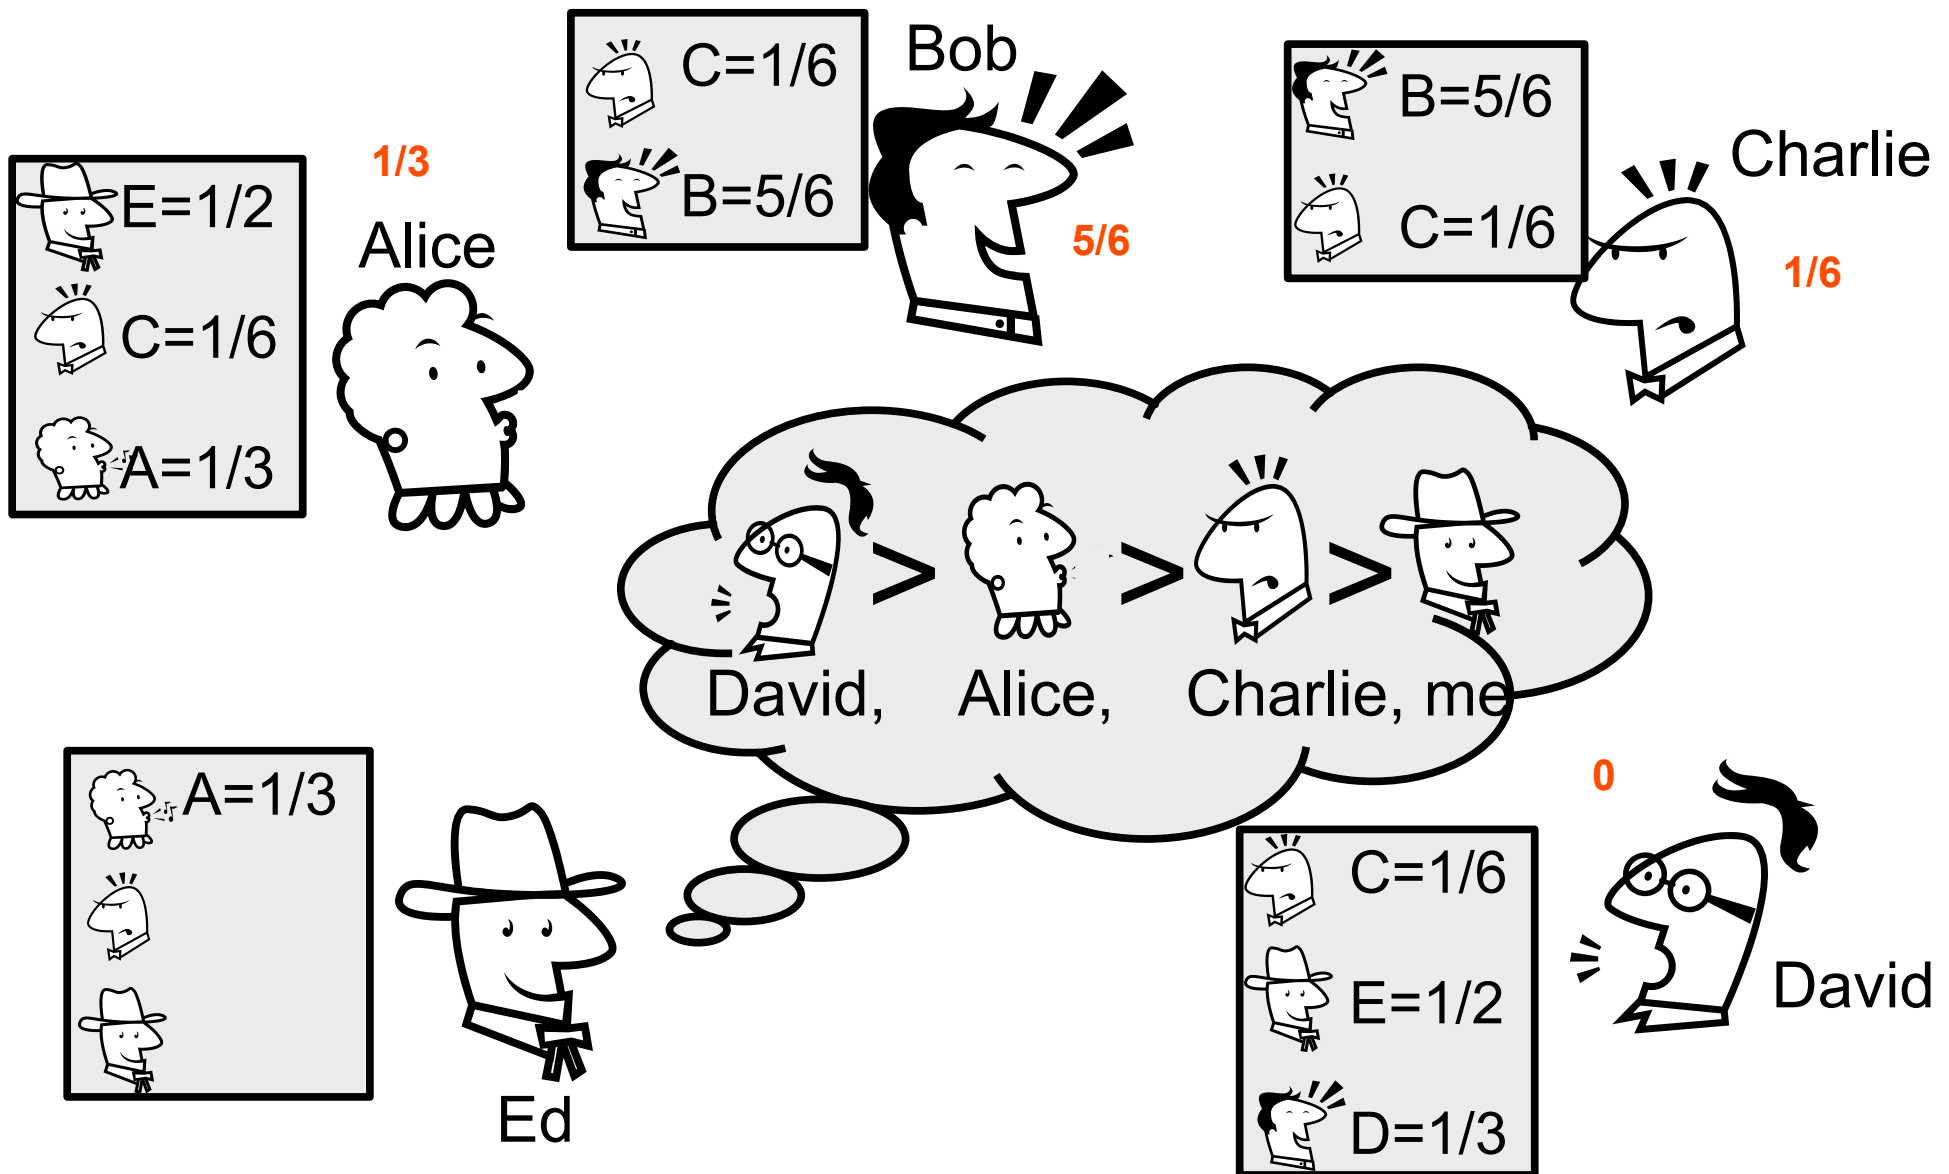 C=1/6
B=5/6
Bob
5/6
B=5/6
C=1/6
Charlie
1/6
E=1/2
C=1/6
A=1/3
1/3
Alice
> > >
David, Alice, Charlie, me
A=1/3
Ed
0
C=1/6
E=1/2
D=1/3
David